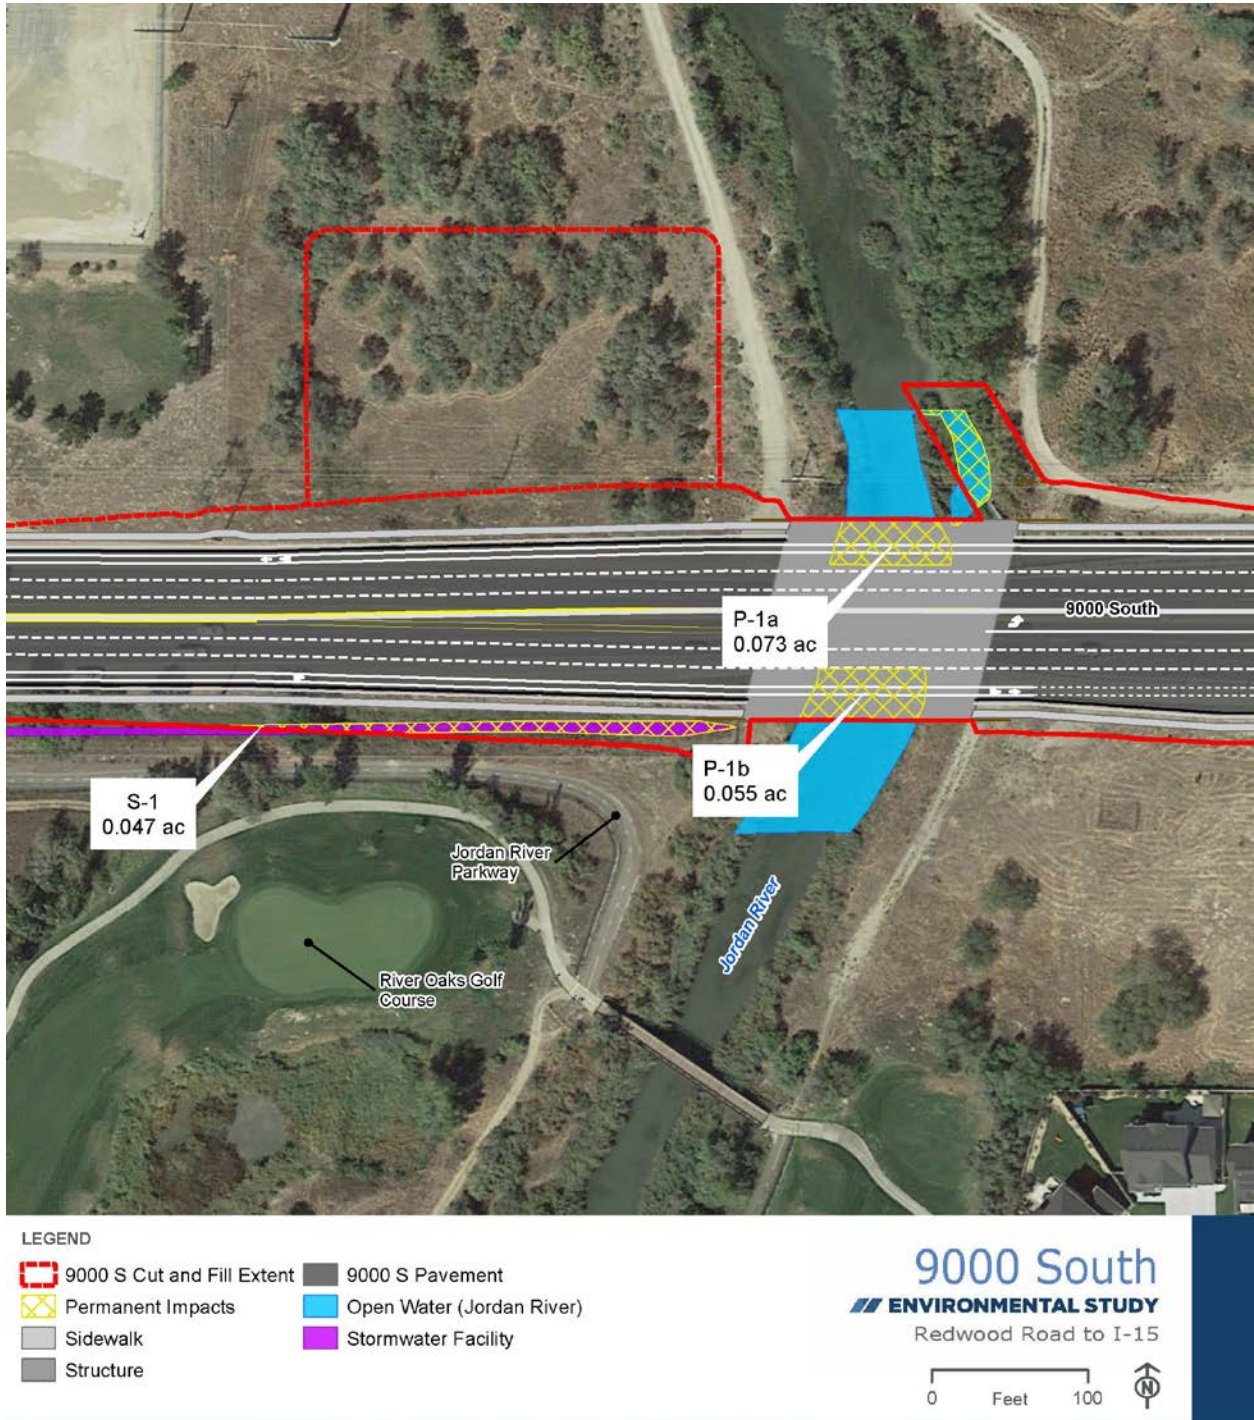 9000 South
P-1a
0.073 ac
P-1b
0.055 ac
S-1
0.047 ac
Jordan River
Parkway
Jordan River
River Oaks Golf
Course
LEGEND
9000 S Cut and Fill Extent
Permanent Impacts
Sidewalk
Structure
9000 S Pavement
Open Water (Jordan River)
Stormwater Facility
9000 South
ENVIRONMENTAL STUDY
Redwood Road to I-15
0 Feet 100
N